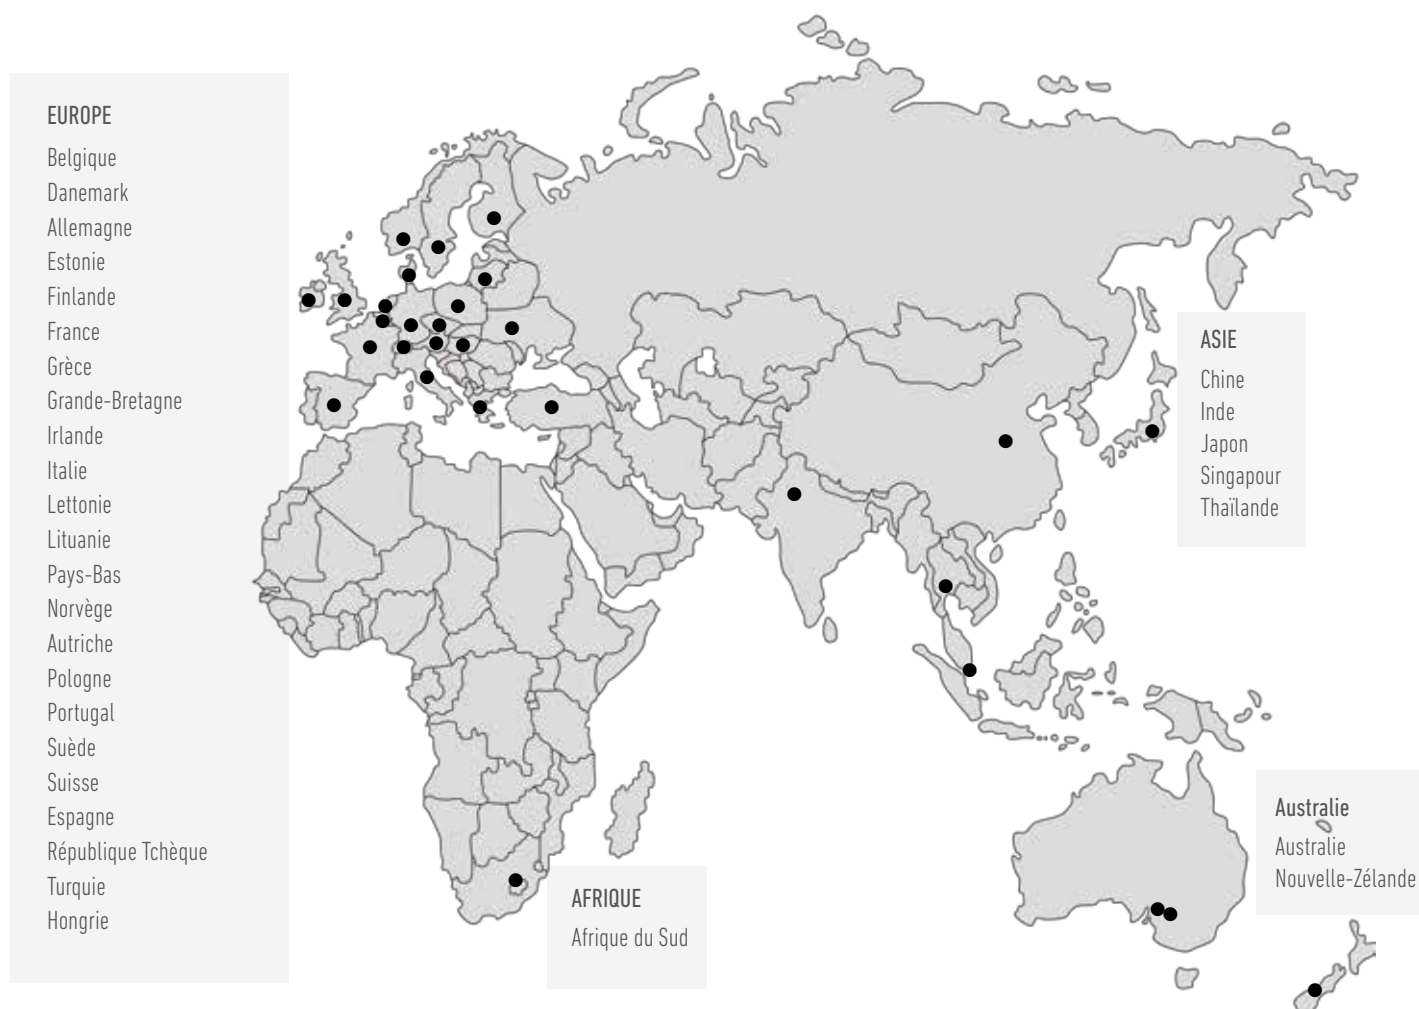 EUROPE
Belgique
Danemark
Allemagne
Estonie
Finlande
France
Grèce
Grande-Bretagne
Irlande
Italie
Lettonie
Lituanie
Pays-Bas
Norvège
Autriche
Pologne
Portugal
Suède
Suisse
Espagne
République Tchèque
Turquie
Hongrie
ASIE
Chine
Inde
Japon
Singapour
Thaïlande
AFRIQUE
Afrique du Sud
Australie
Australie
Nouvelle-Zélande